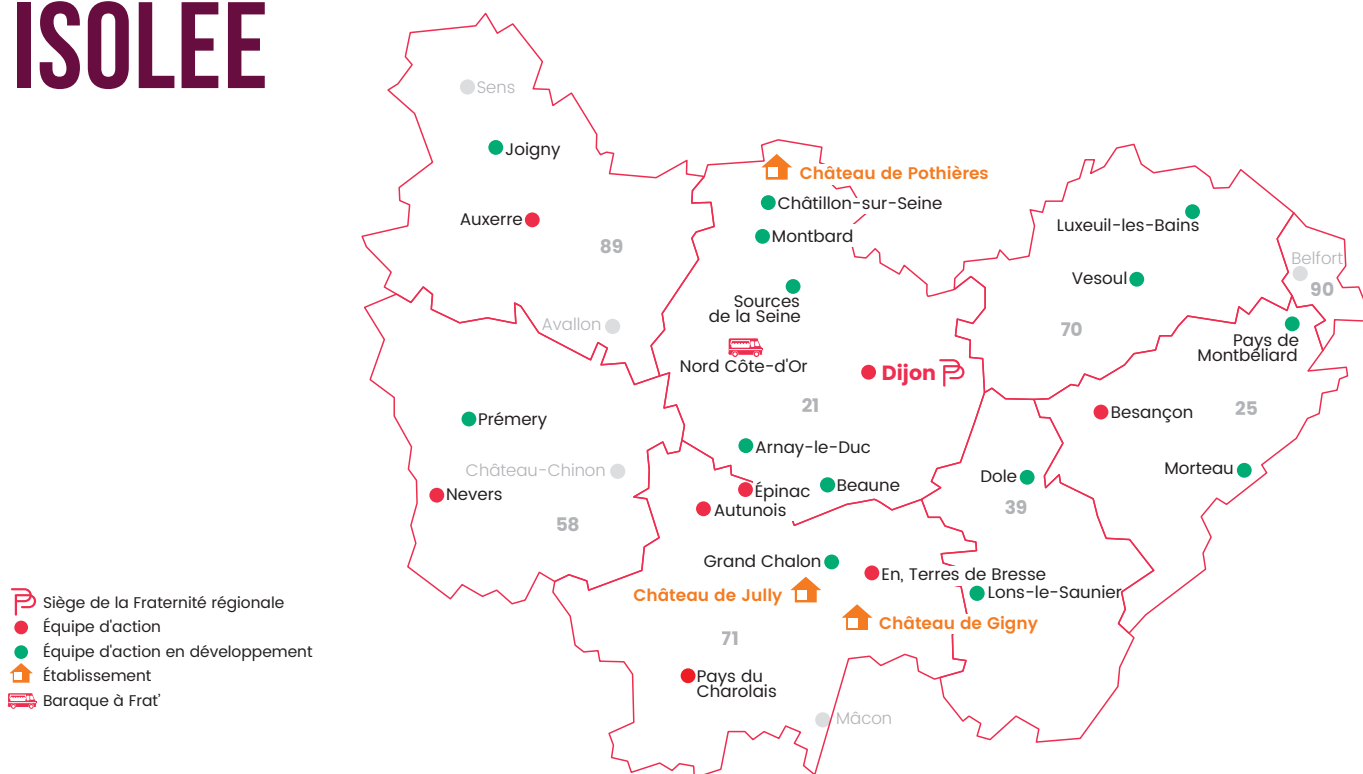 ISOLEE
Sens
Joigny
Auxerre
89
Avallon
Château de Pothières
Châtillon-sur-Seine
Montbard
Sources
de la Seine
Nord Côte-d'Or
Dijon
21
Arnay-le-Duc
Beaune
Luxeuil-les-Bains
Vesoul
70
Belfort
90
Pays de
Montbéliard
Besançon
25
Morteau
Prémery
Château-Chinon
Nevers
58
Épinac
Autunois
Dole
39
Grand Chalon
En, Terres de Bresse
Château de Jully
Lons-le-Saunier
Château de Gigny
71
Pays du
Charolais
Mâcon
Siège de la Fraternité régionale
Équipe d'action
Équipe d'action en développement
Établissement
Baraque à Frat'